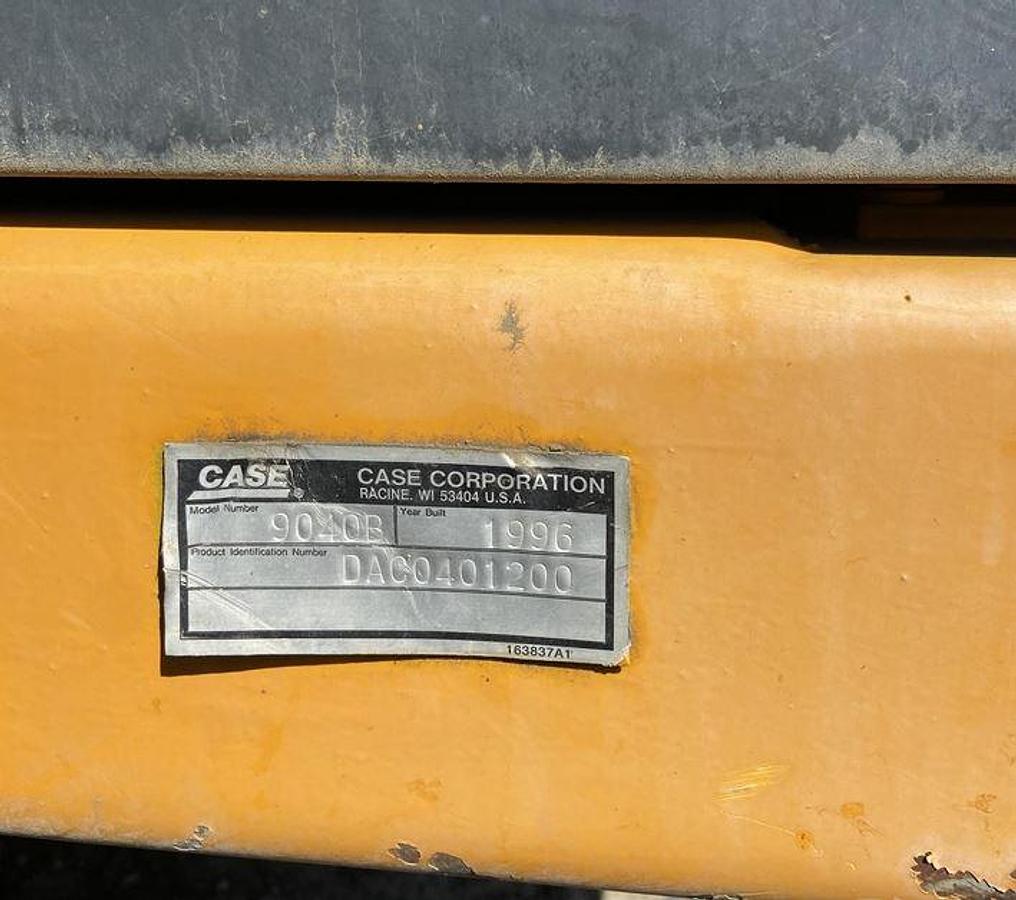 CASE® CASE CORPORATION
RACINE, WI 53404 U.S.A.
Model Number 9040B Year Built 1996
Product Identification Number DAC0401200
163837A1